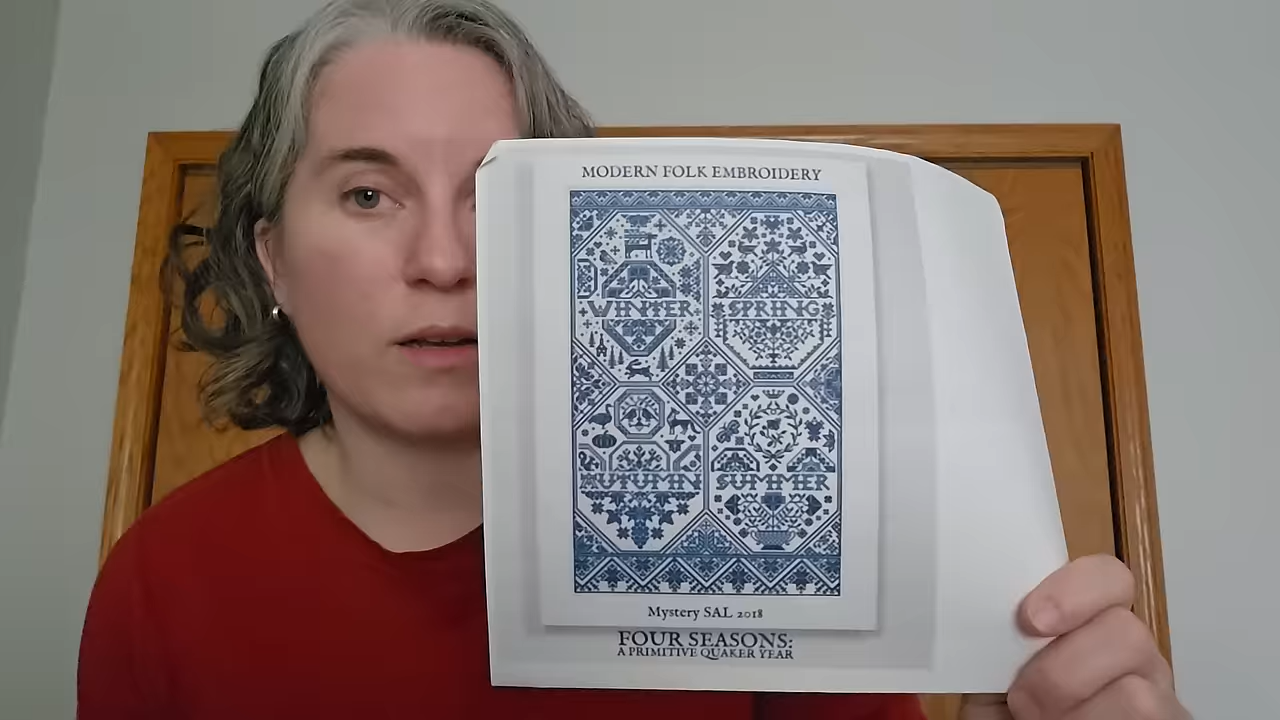 MODERN FOLK EMBROIDERY
WINTER SPRING
AUTUMN SUMMER
Mystery SAL 2018
FOUR SEASONS:
A PRIMITIVE QUAKER YEAR